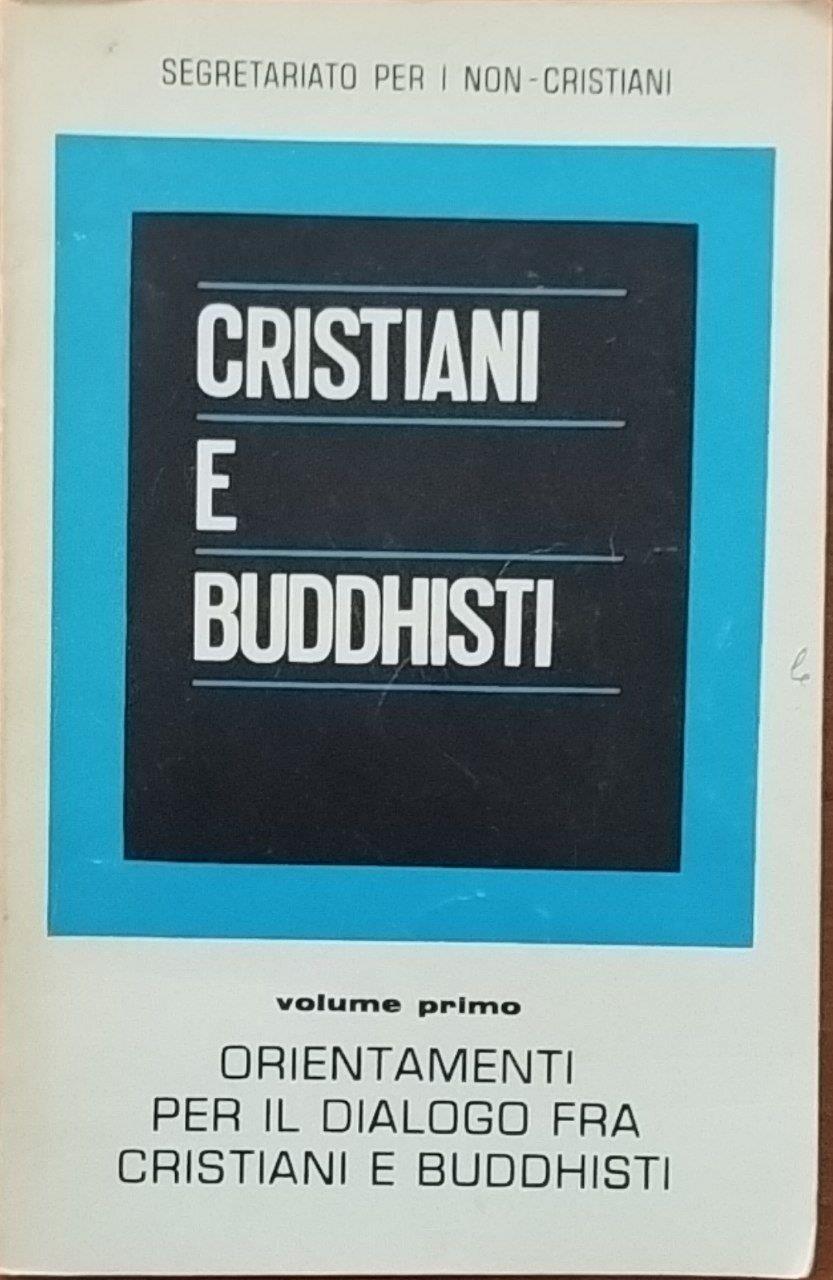 SEGRETARIATO PER I NON-CRISTIANI
CRISTIANI
E
BUDDHISTI
volume primo
ORIENTAMENTI
PER IL DIALOGO FRA
CRISTIANI E BUDDHISTI